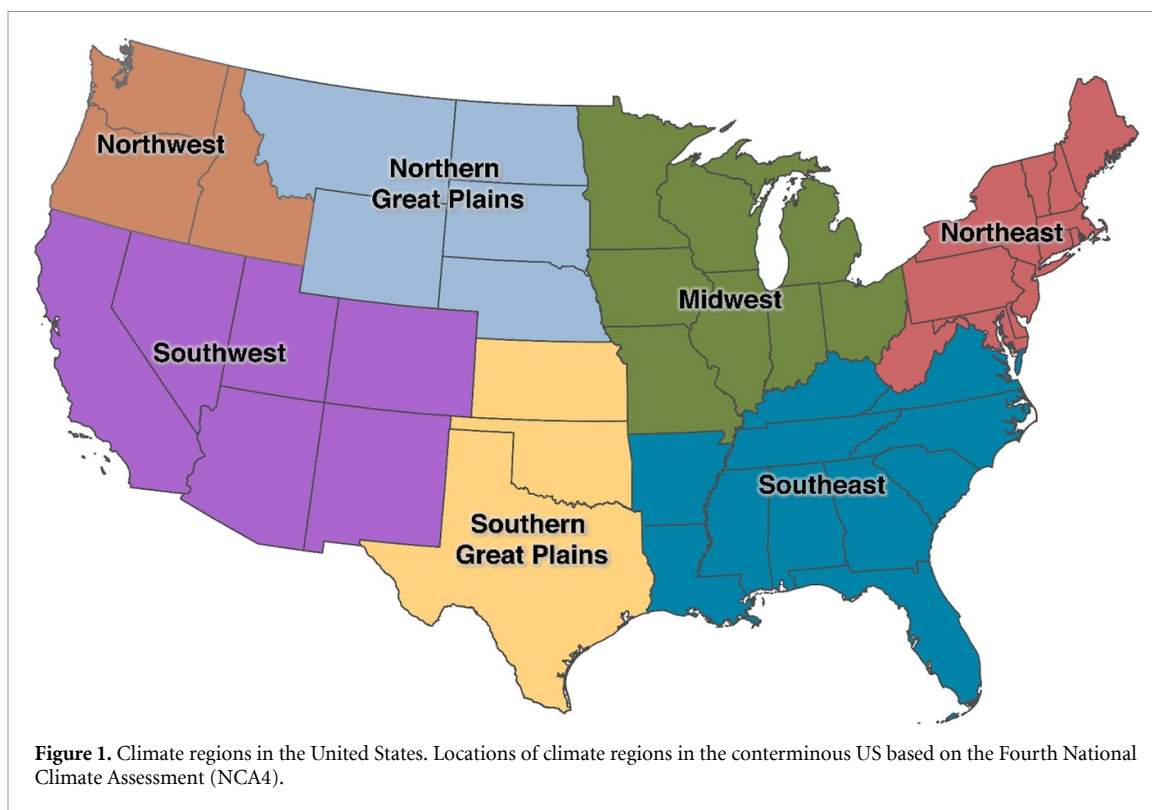 Northwest
Northern
Great Plains
Northeast
Midwest
Southwest
Southeast
Southern
Great Plains
Figure 1. Climate regions in the United States. Locations of climate regions in the conterminous US based on the Fourth National
Climate Assessment (NCA4).